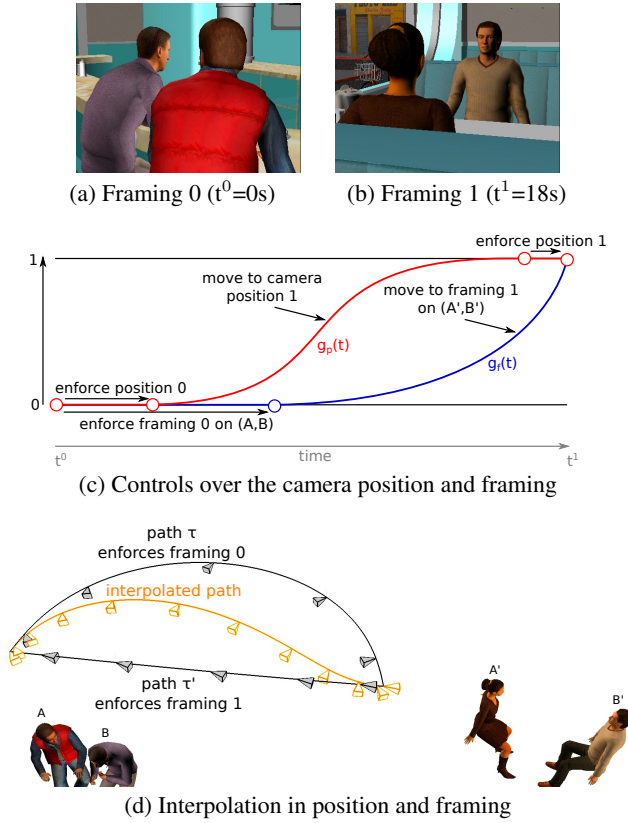 (a) Framing 0 (t⁰=0s)
(b) Framing 1 (t¹=18s)
enforce position 1
1
move to camera
position 1
move to framing 1
on (A',B')
gₚ(t)
g_f(t)
enforce position 0
0
enforce framing 0 on (A,B)
t⁰
time
t¹
(c) Controls over the camera position and framing
path τ
enforces framing 0
interpolated path
path τ'
enforces framing 1
A
B
A'
B'
(d) Interpolation in position and framing